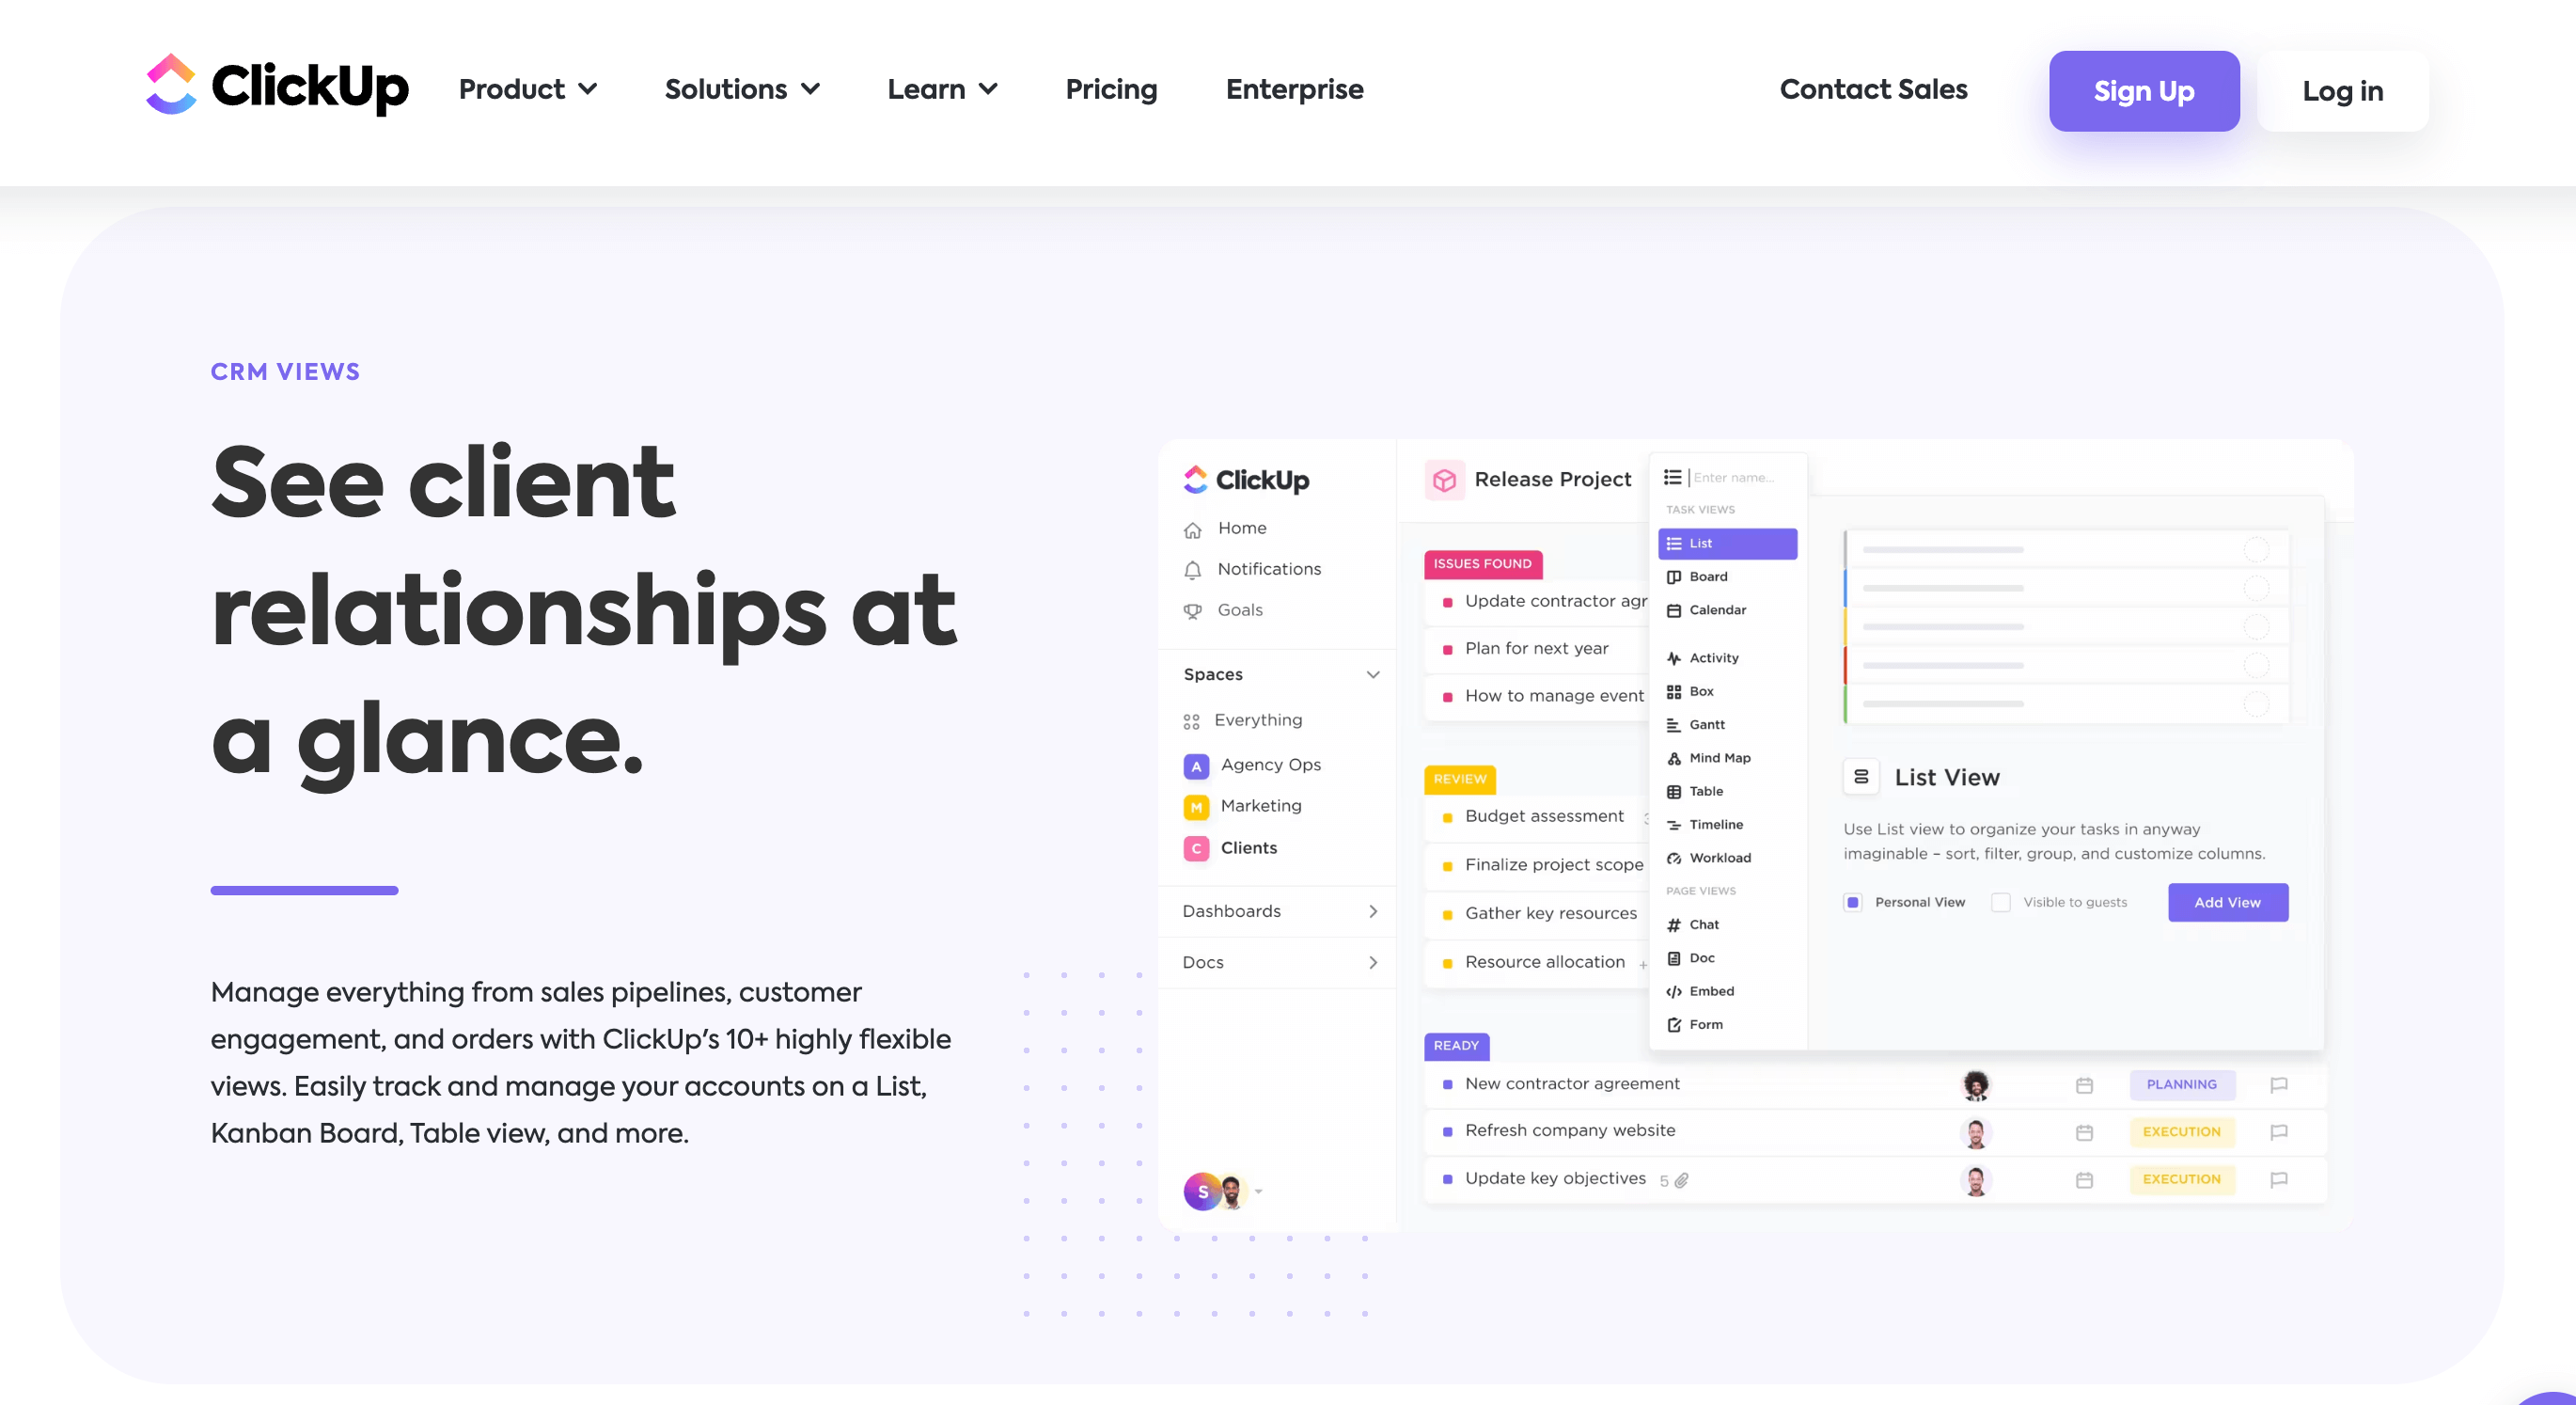 ClickUp
Product
Solutions
Learn
Pricing
Enterprise
Contact Sales
Sign Up
Log in
CRM VIEWS
See client
relationships at
a glance.
Manage everything from sales pipelines, customer
engagement, and orders with ClickUp's 10+ highly flexible
views. Easily track and manage your accounts on a List,
Kanban Board, Table view, and more.
ClickUp
Home
Notifications
Goals
Spaces
Everything
A Agency Ops
M Marketing
C Clients
Dashboards
Docs
S
Release Project
ISSUES FOUND
Update contractor agr
Plan for next year
How to manage event
REVIEW
Budget assessment
Finalize project scope
Gather key resources
Resource allocation +
READY
New contractor agreement PLANNING
Refresh company website EXECUTION
Update key objectives 5 EXECUTION
Enter name...
TASK VIEWS
List
Board
Calendar
Activity
Box
Gantt
Mind Map
Table
Timeline
Workload
PAGE VIEWS
Chat
Doc
Embed
Form
List View
Use List view to organize your tasks in anyway
imaginable – sort, filter, group, and customize columns.
Personal View
Visible to guests
Add View